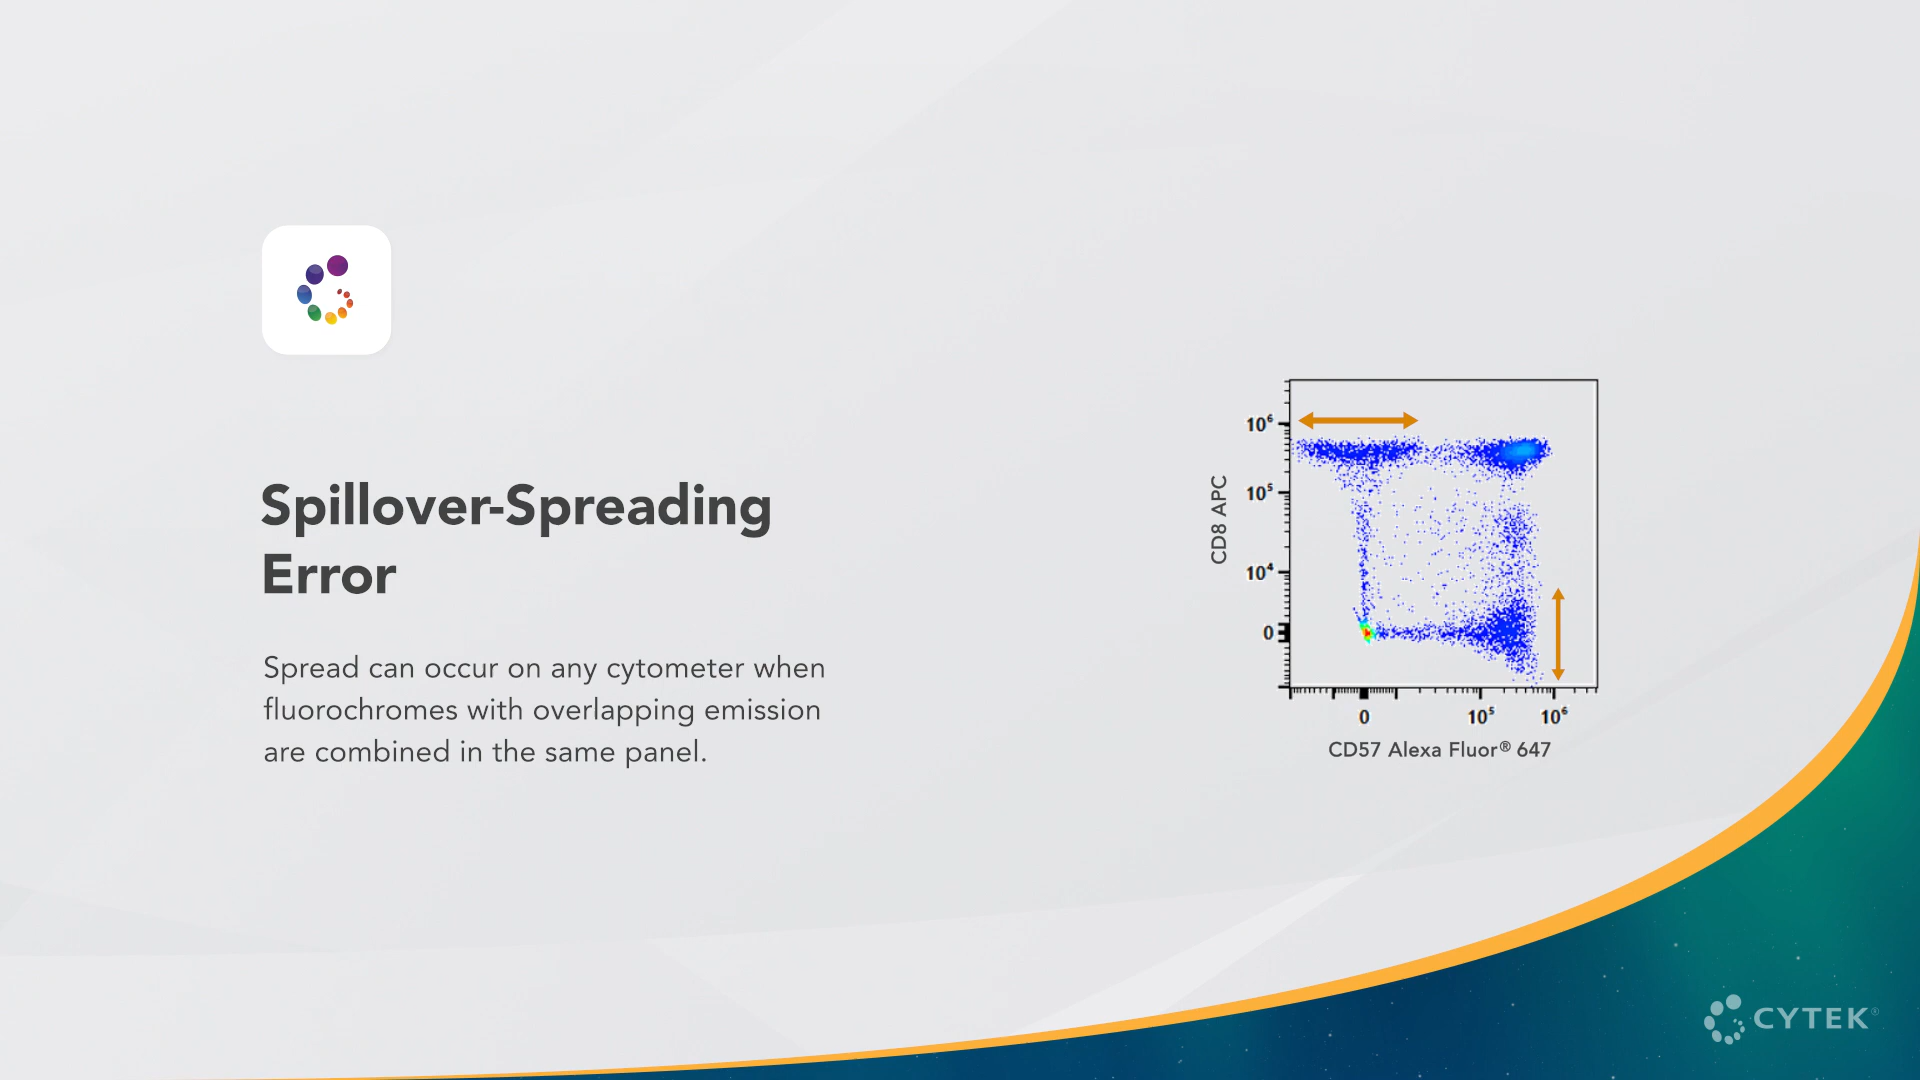 Spillover-Spreading
Error
Spread can occur on any cytometer when
fluorochromes with overlapping emission
are combined in the same panel.
CD8 APC
10⁶
10⁵
10⁴
0
0
10⁵
10⁶
CD57 Alexa Fluor® 647
CYTEK®